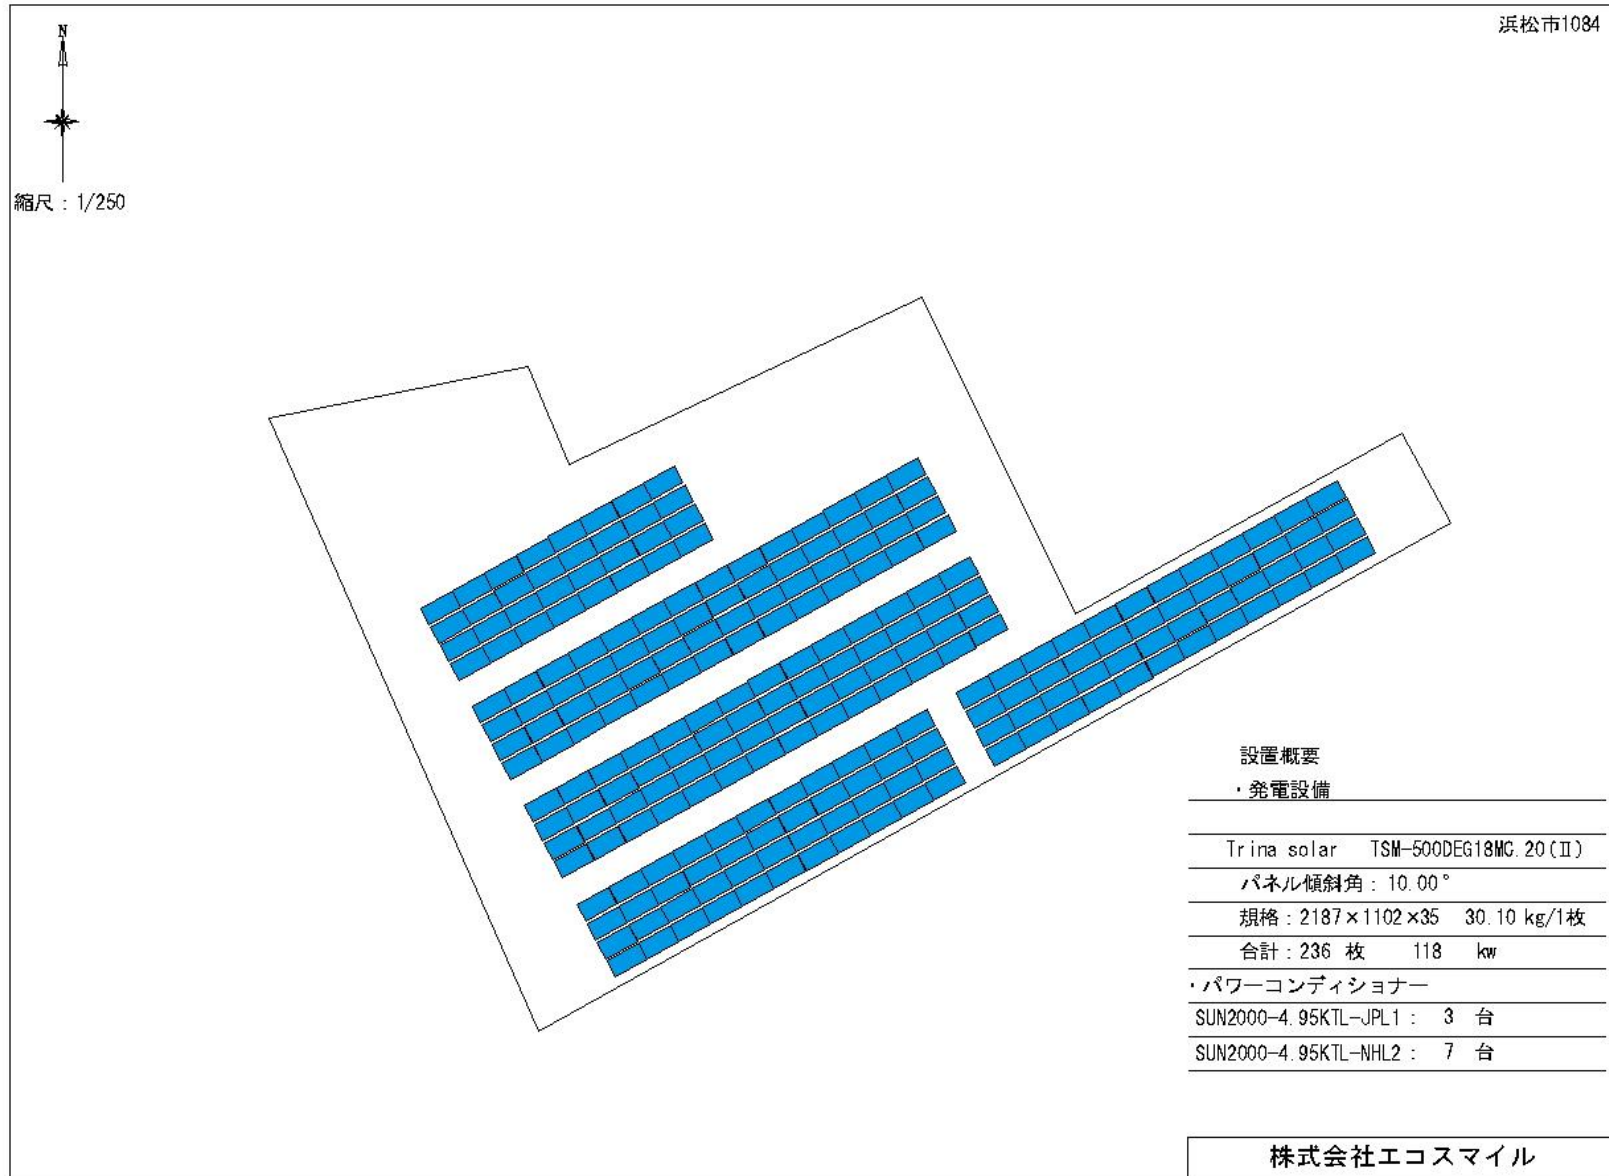 浜松市1084
N
縮尺：1/250
設置概要
・発電設備
Trina solar TSM-500DEG18MC.20(Ⅱ)
パネル傾斜角：10.00°
規格：2187×1102×35 30.10 kg/1枚
合計：236 枚 118 kw
・パワーコンディショナー
SUN2000-4.95KTL-JPL1： 3 台
SUN2000-4.95KTL-NHL2： 7 台
株式会社エコスマイル